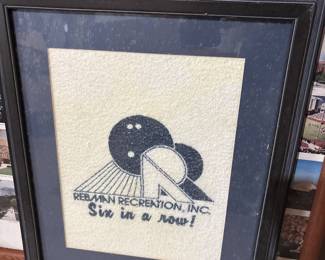 R
REBMAN RECREATION, INC.
Six in a row!